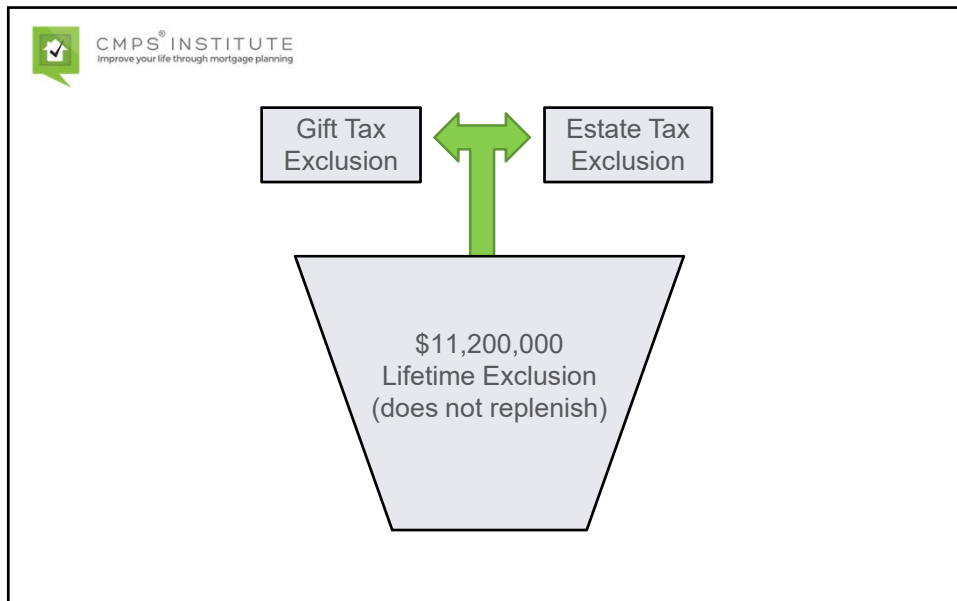 CMPS® INSTITUTE
Improve your life through mortgage planning
Gift Tax
Exclusion
Estate Tax
Exclusion
$11,200,000
Lifetime Exclusion
(does not replenish)